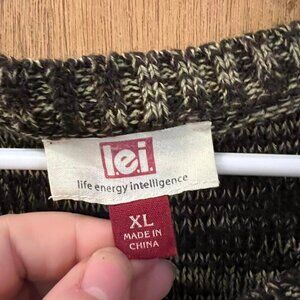 l.e.i.
life energy intelligence
XL
MADE IN
CHINA